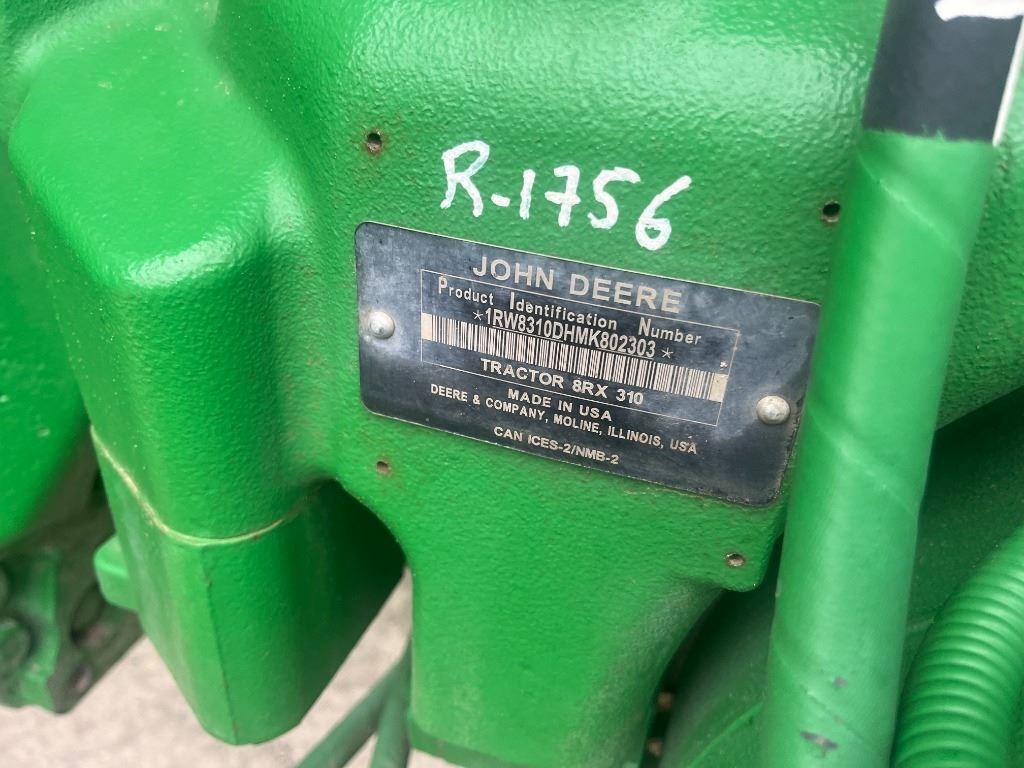 R-1756
JOHN DEERE
Product Identification Number
*1RW8310DHMK802303*
TRACTOR 8RX 310
MADE IN USA
DEERE & COMPANY, MOLINE, ILLINOIS, USA
CAN ICES-2/NMB-2